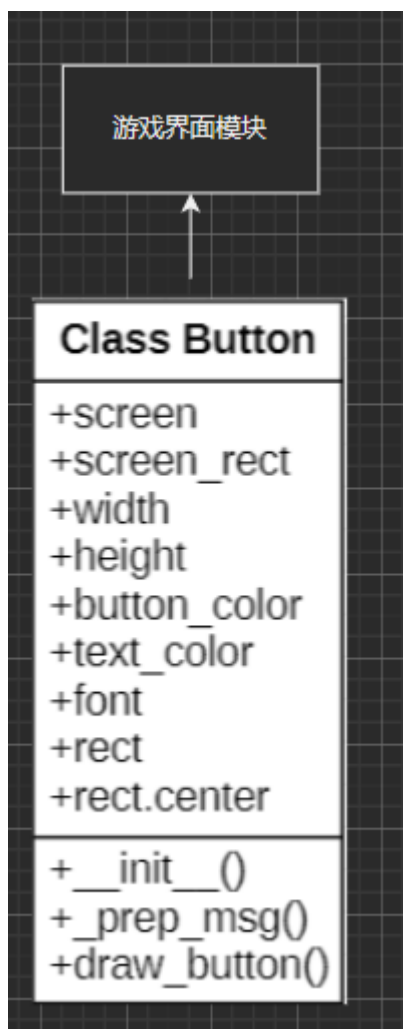 游戏界面模块
Class Button
+screen
+screen_rect
+width
+height
+button_color
+text_color
+font
+rect
+rect.center
+__init__()
+_prep_msg()
+draw_button()